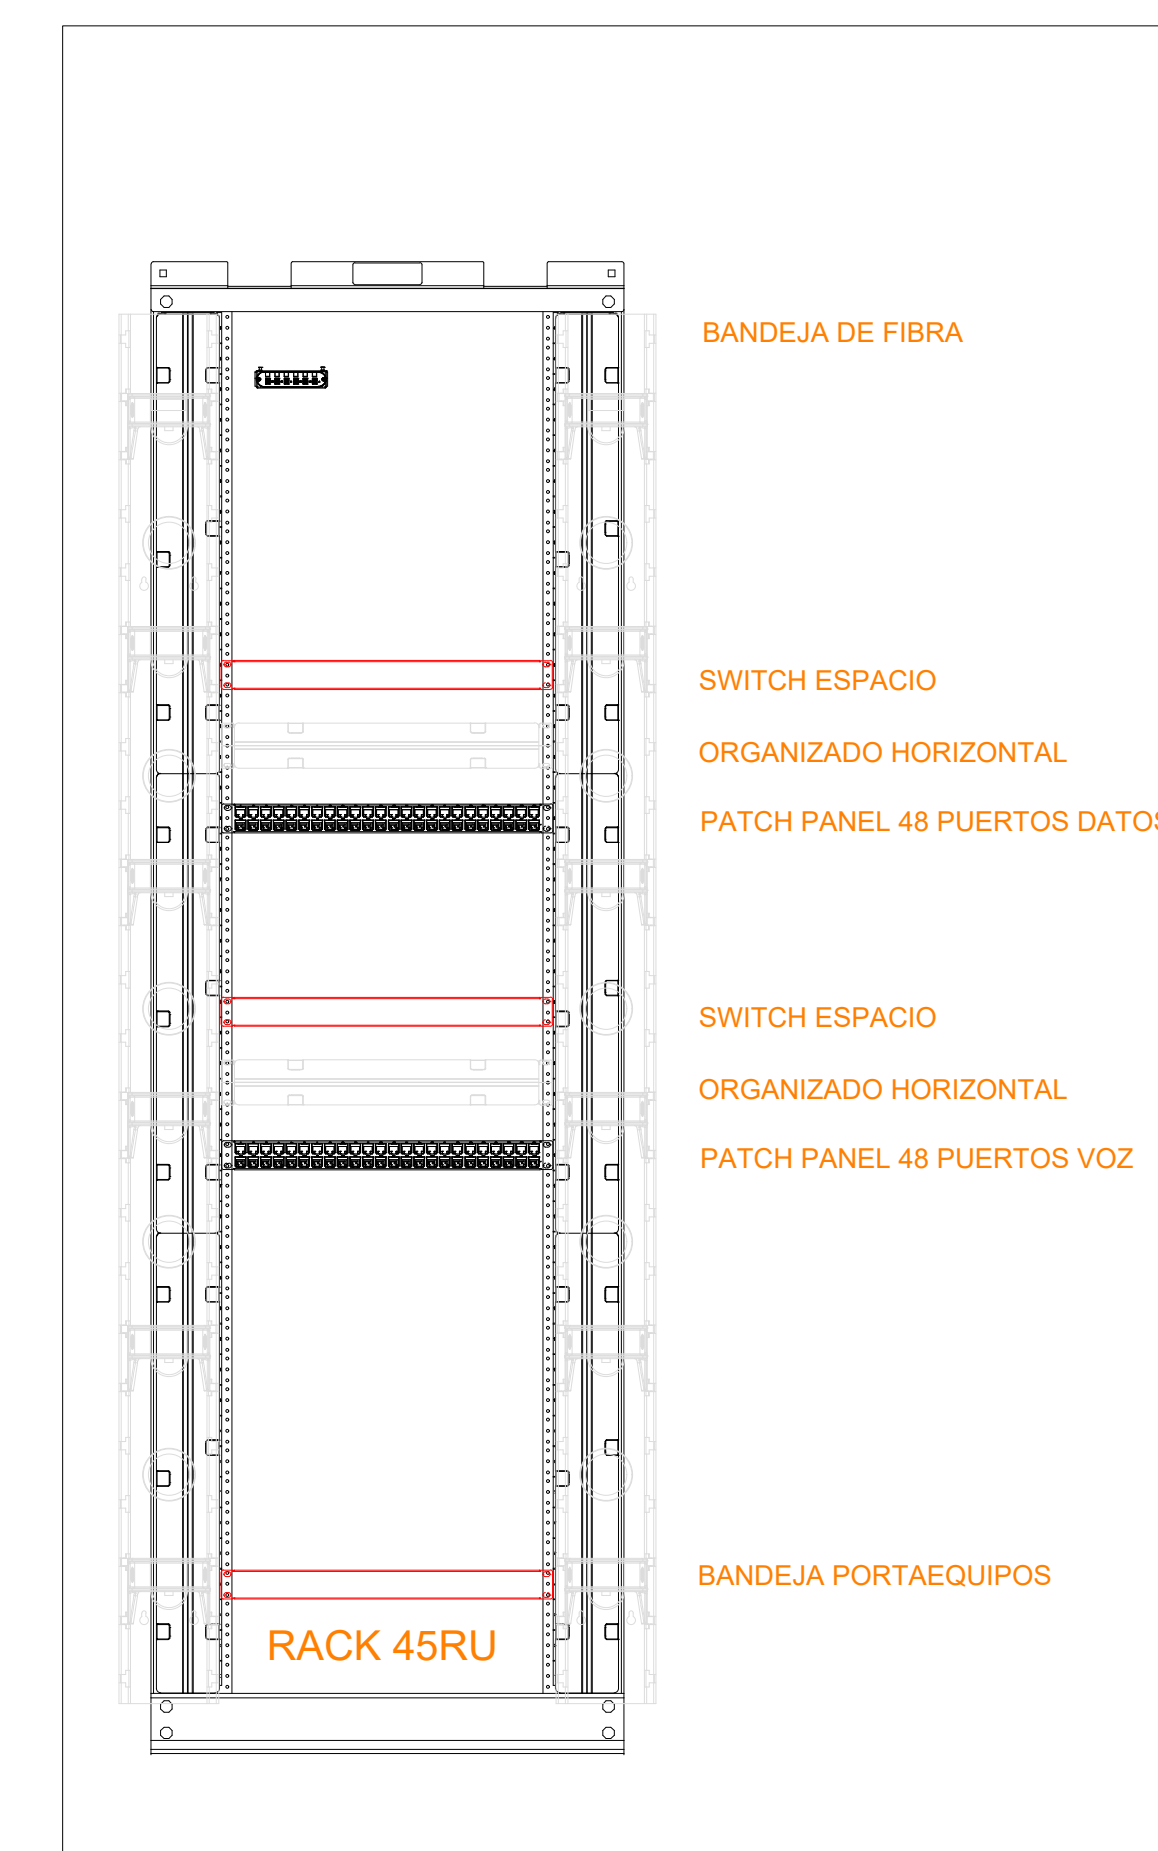 BANDEJA DE FIBRA
SWITCH ESPACIO
ORGANIZADO HORIZONTAL
PATCH PANEL 48 PUERTOS DATOS
SWITCH ESPACIO
ORGANIZADO HORIZONTAL
PATCH PANEL 48 PUERTOS VOZ
BANDEJA PORTAEQUIPOS
RACK 45RU